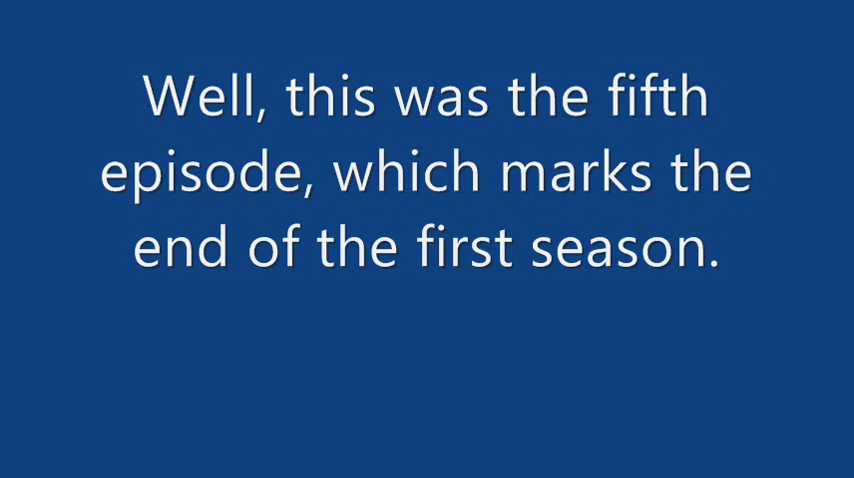 Well, this was the fifth
episode, which marks the
end of the first season.